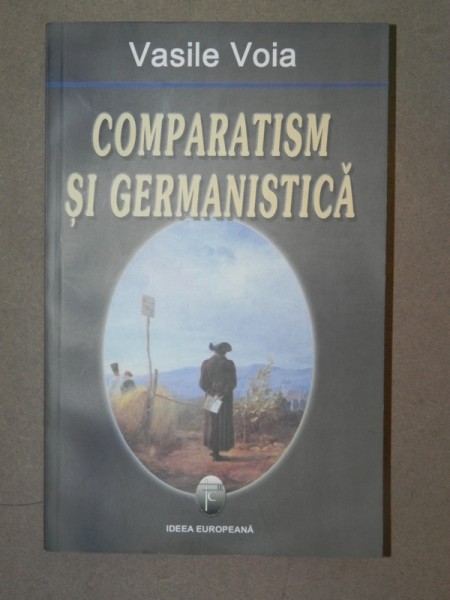 Vasile Voia
COMPARATISM
ȘI GERMANISTICĂ
IDEEA EUROPEANĂ